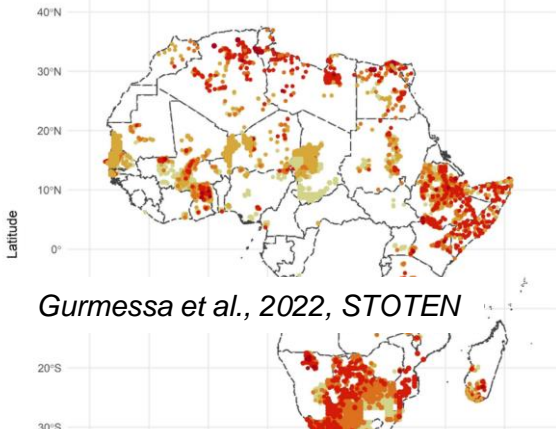 40°N
30°N
20°N
10°N
0°
Latitude
Gurmessa et al., 2022, STOTEN
20°S
30°S